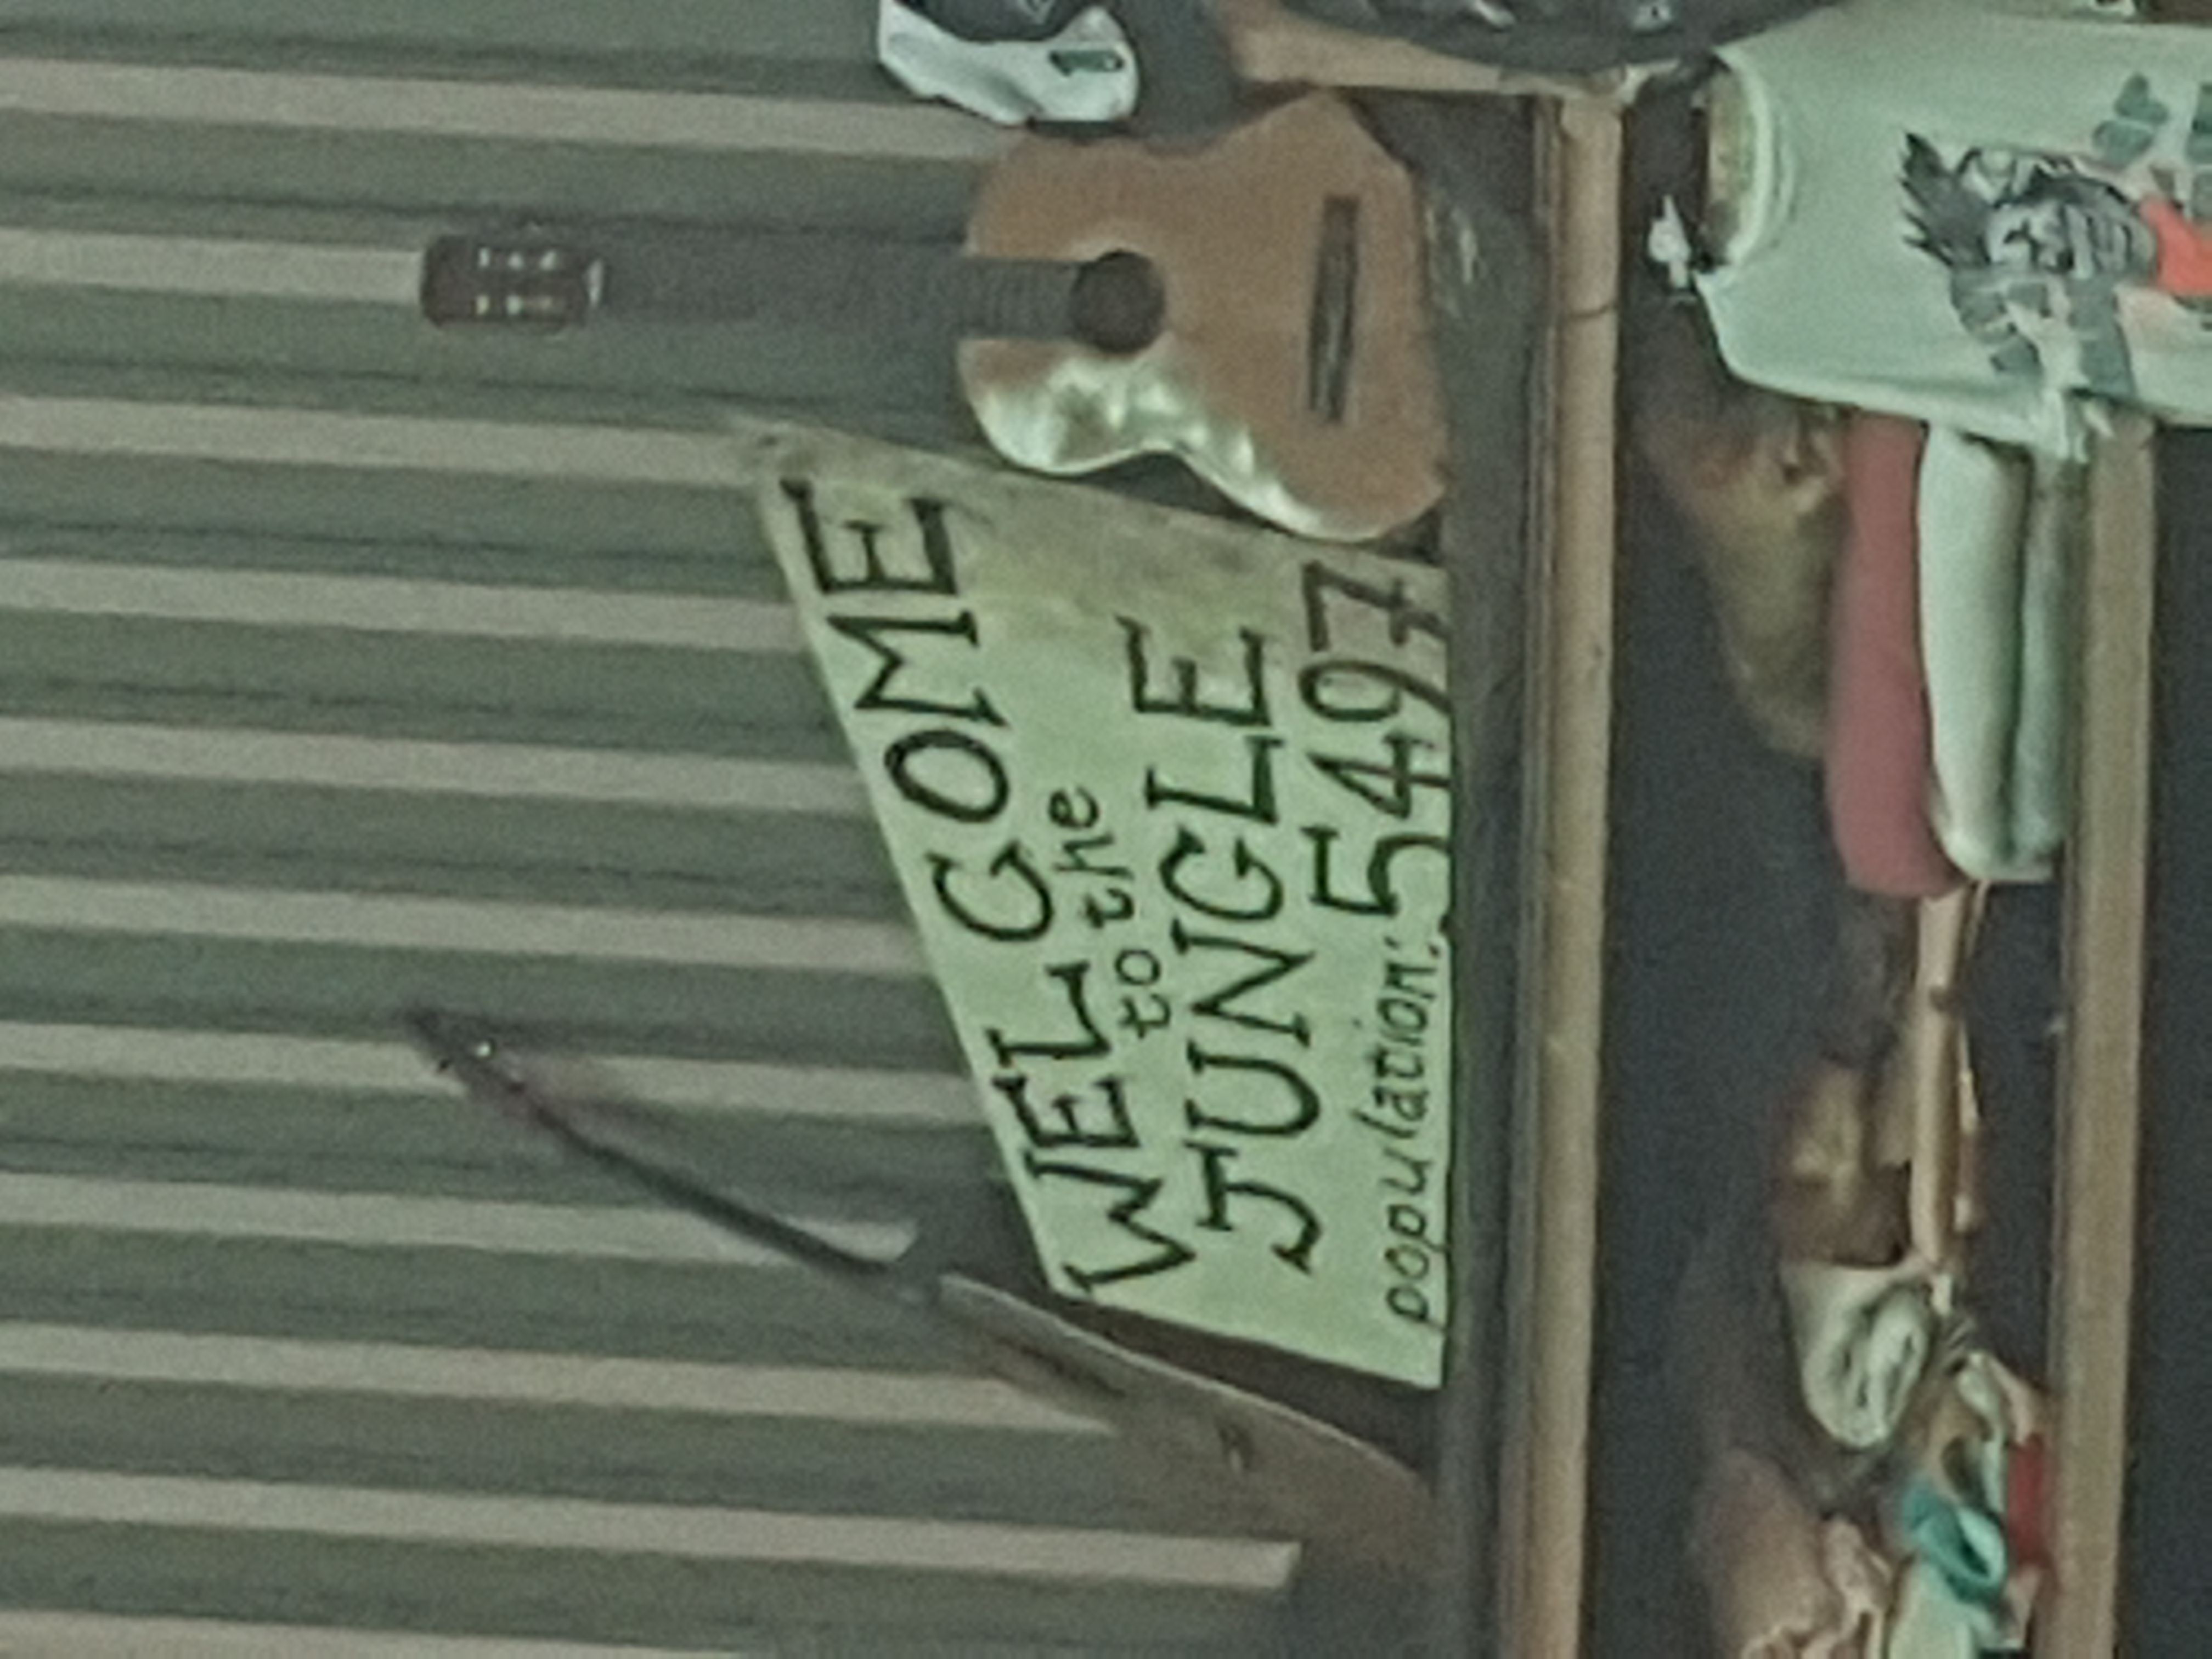 WELCOME
to the
JUNGLE
population: 5497